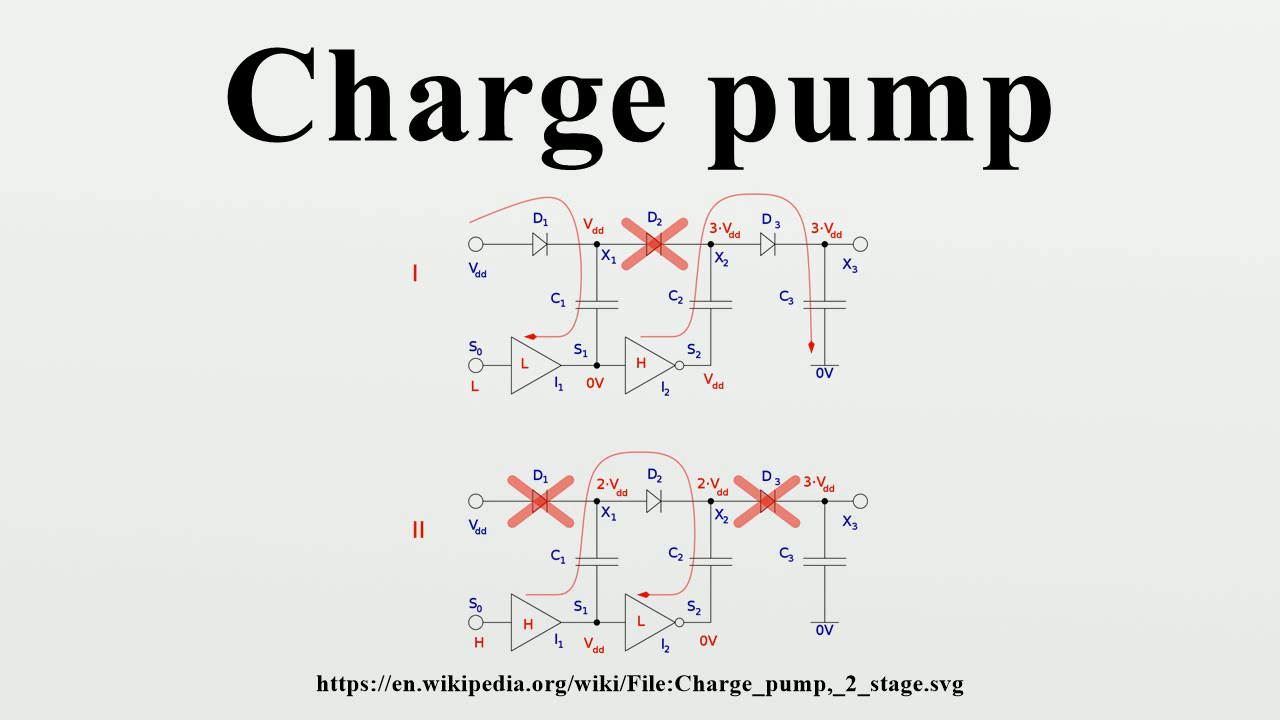 Charge pump
D1 Vdd D2 3·Vdd D3 3·Vdd
X1 X2 X3
Vdd
I
C1 C2 C3
S0 S1 S2
L H
0V
L I1 0V I2 Vdd
D1 2·Vdd D2 2·Vdd D3 3·Vdd
X1 X2 X3
Vdd
II
C1 C2 C3
S0 S1 S2
H L
0V
H I1 Vdd I2 0V
https://en.wikipedia.org/wiki/File:Charge_pump,_2_stage.svg